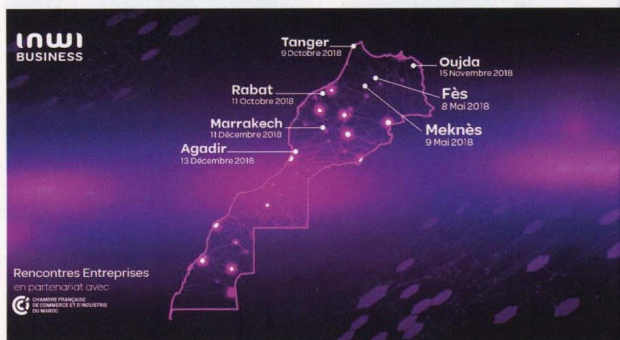 inwi
BUSINESS
Tanger
9 Octobre 2018
Oujda
15 Novembre 2018
Rabat
11 Octobre 2018
Fès
8 Mai 2018
Marrakech
11 Décembre 2018
Meknès
9 Mai 2018
Agadir
13 Décembre 2018
Rencontres Entreprises
en partenariat avec
CCI
CHAMBRE FRANÇAISE
DE COMMERCE ET D'INDUSTRIE
DU MAROC